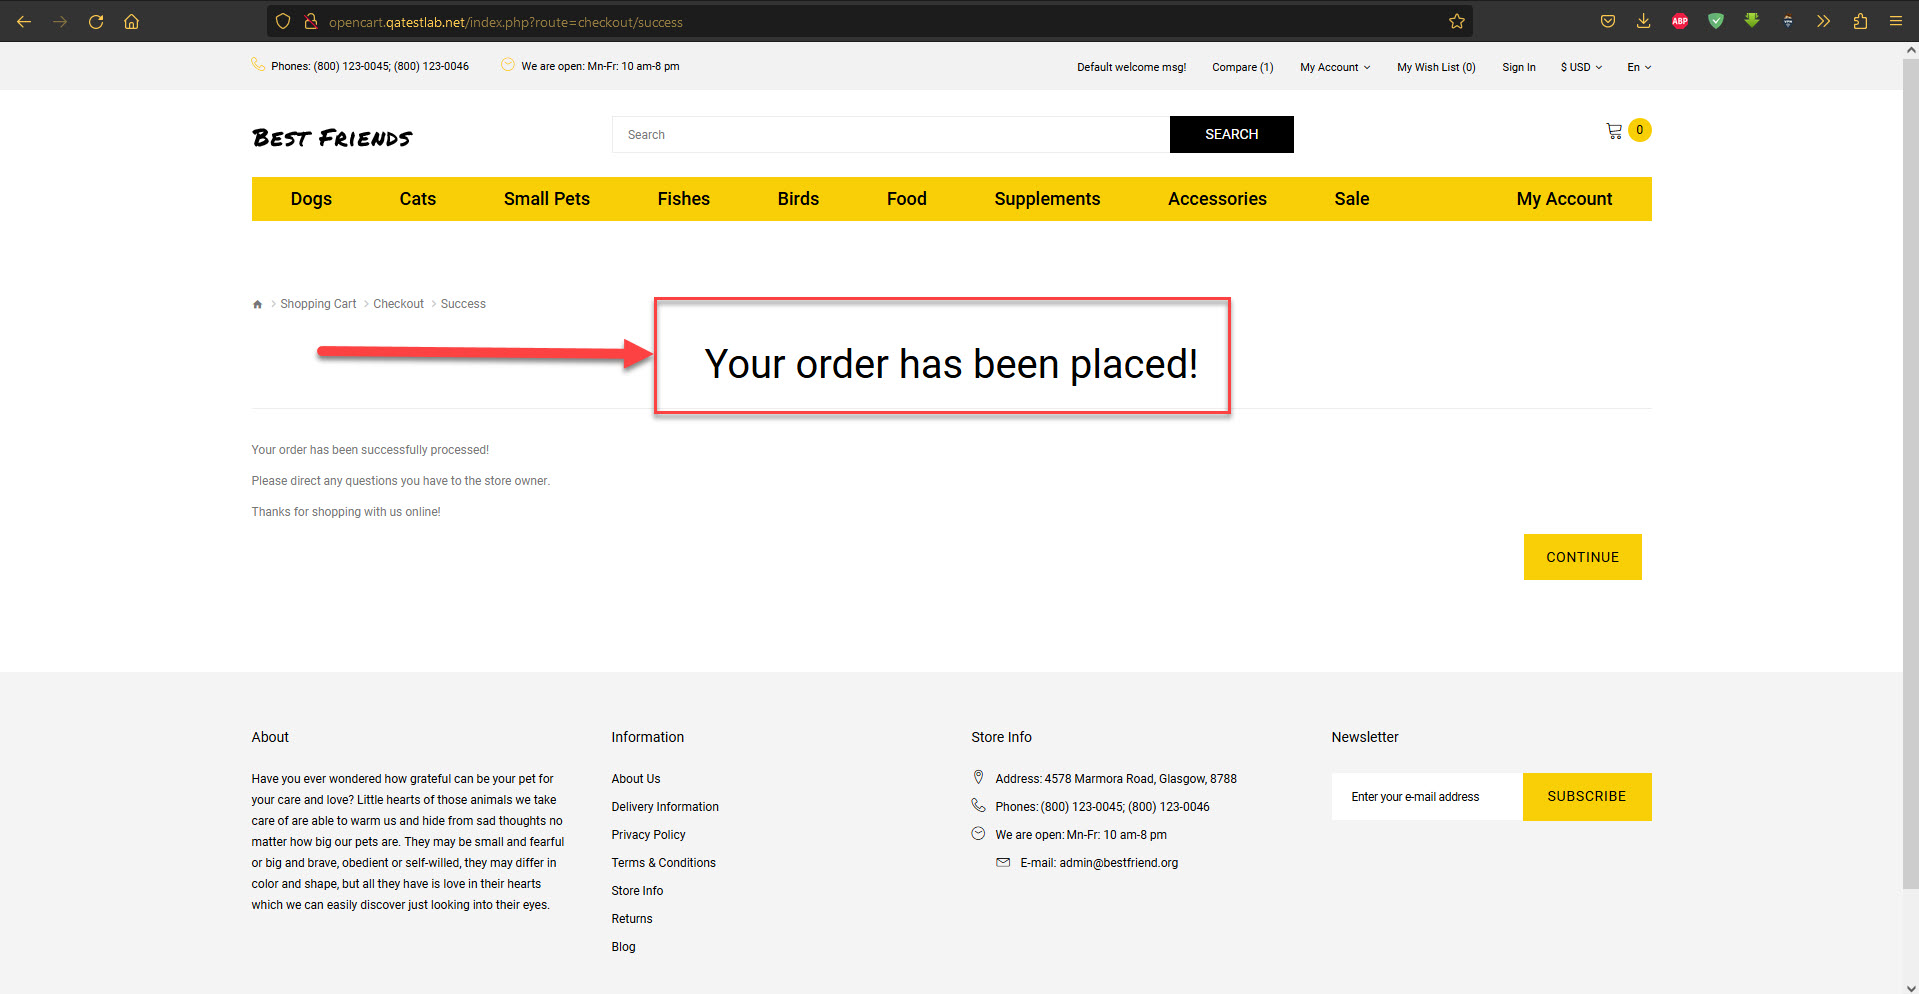 opencart.qatestlab.net/index.php?route=checkout/success
ABP
Phones: (800) 123-0045; (800) 123-0046
We are open: Mn-Fr: 10 am-8 pm
Default welcome msg!
Compare (1)
My Account
My Wish List (0)
Sign In
$ USD
En
Best Friends
Search
SEARCH
0
Dogs
Cats
Small Pets
Fishes
Birds
Food
Supplements
Accessories
Sale
My Account
Shopping Cart
Checkout
Success
Your order has been placed!
Your order has been successfully processed!
Please direct any questions you have to the store owner.
Thanks for shopping with us online!
CONTINUE
About
Have you ever wondered how grateful can be your pet for
your care and love? Little hearts of those animals we take
care of are able to warm us and hide from sad thoughts no
matter how big our pets are. They may be small and fearful
or big and brave, obedient or self-willed, they may differ in
color and shape, but all they have is love in their hearts
which we can easily discover just looking into their eyes.
Information
About Us
Delivery Information
Privacy Policy
Terms & Conditions
Store Info
Returns
Blog
Store Info
Address: 4578 Marmora Road, Glasgow, 8788
Phones: (800) 123-0045; (800) 123-0046
We are open: Mn-Fr: 10 am-8 pm
E-mail: admin@bestfriend.org
Newsletter
Enter your e-mail address
SUBSCRIBE